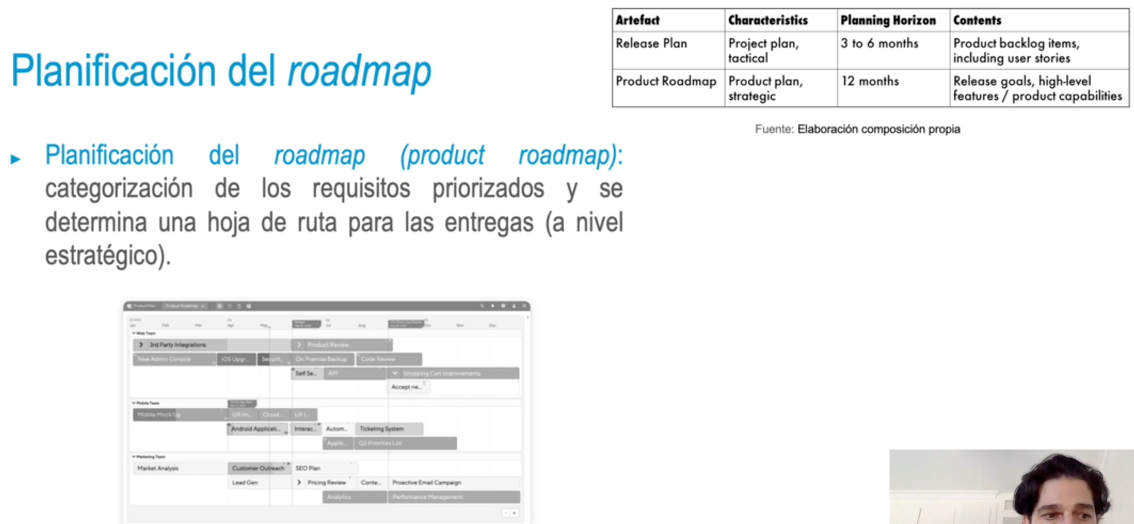 Artefact Characteristics Planning Horizon Contents
Release Plan Project plan, tactical 3 to 6 months Product backlog items, including user stories
Product Roadmap Product plan, strategic 12 months Release goals, high-level features / product capabilities
Fuente: Elaboración composición propia
Planificación del roadmap
Planificación del roadmap (product roadmap):
categorización de los requisitos priorizados y se
determina una hoja de ruta para las entregas (a nivel
estratégico).
ProductPlan Product Roadmap
Jan Feb Mar Apr May Jul Aug Oct Nov Dec
Web Team
3rd Party Integrations Product Review
New Admin Console iOS Upgr... Securit... On Premise Backup Code Review
Self Se... API Shopping Cart Improvements
Accept ne...
Mobile Team
Mobile Mock Up UX Im... Cloud... UX I...
Android Applicati... Interac... Autom... Ticketing System
Applic... Q3 Priorities List
Marketing Team
Market Analysis Customer Outreach SEO Plan
Lead Gen Pricing Review Conte... Proactive Email Campaign
Analytics Performance Management